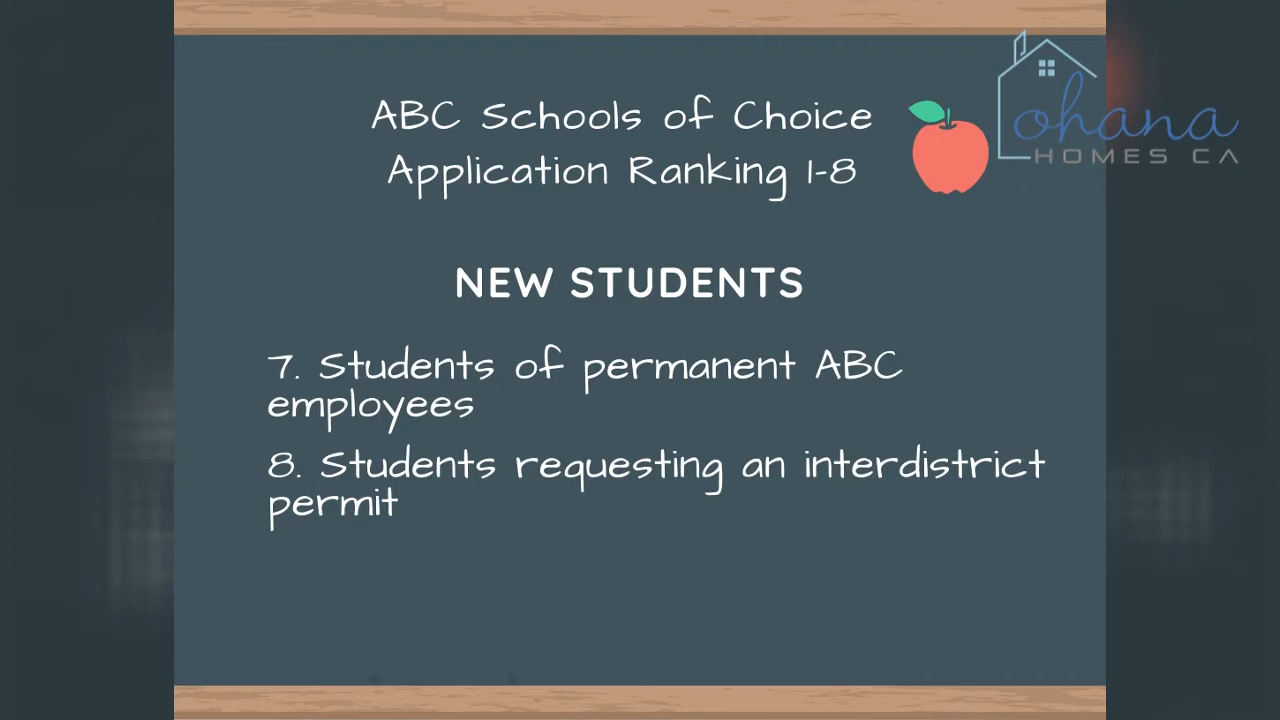 ABC Schools of Choice
Application Ranking 1-8
ohana
HOMES CA
NEW STUDENTS
7. Students of permanent ABC
employees
8. Students requesting an interdistrict
permit